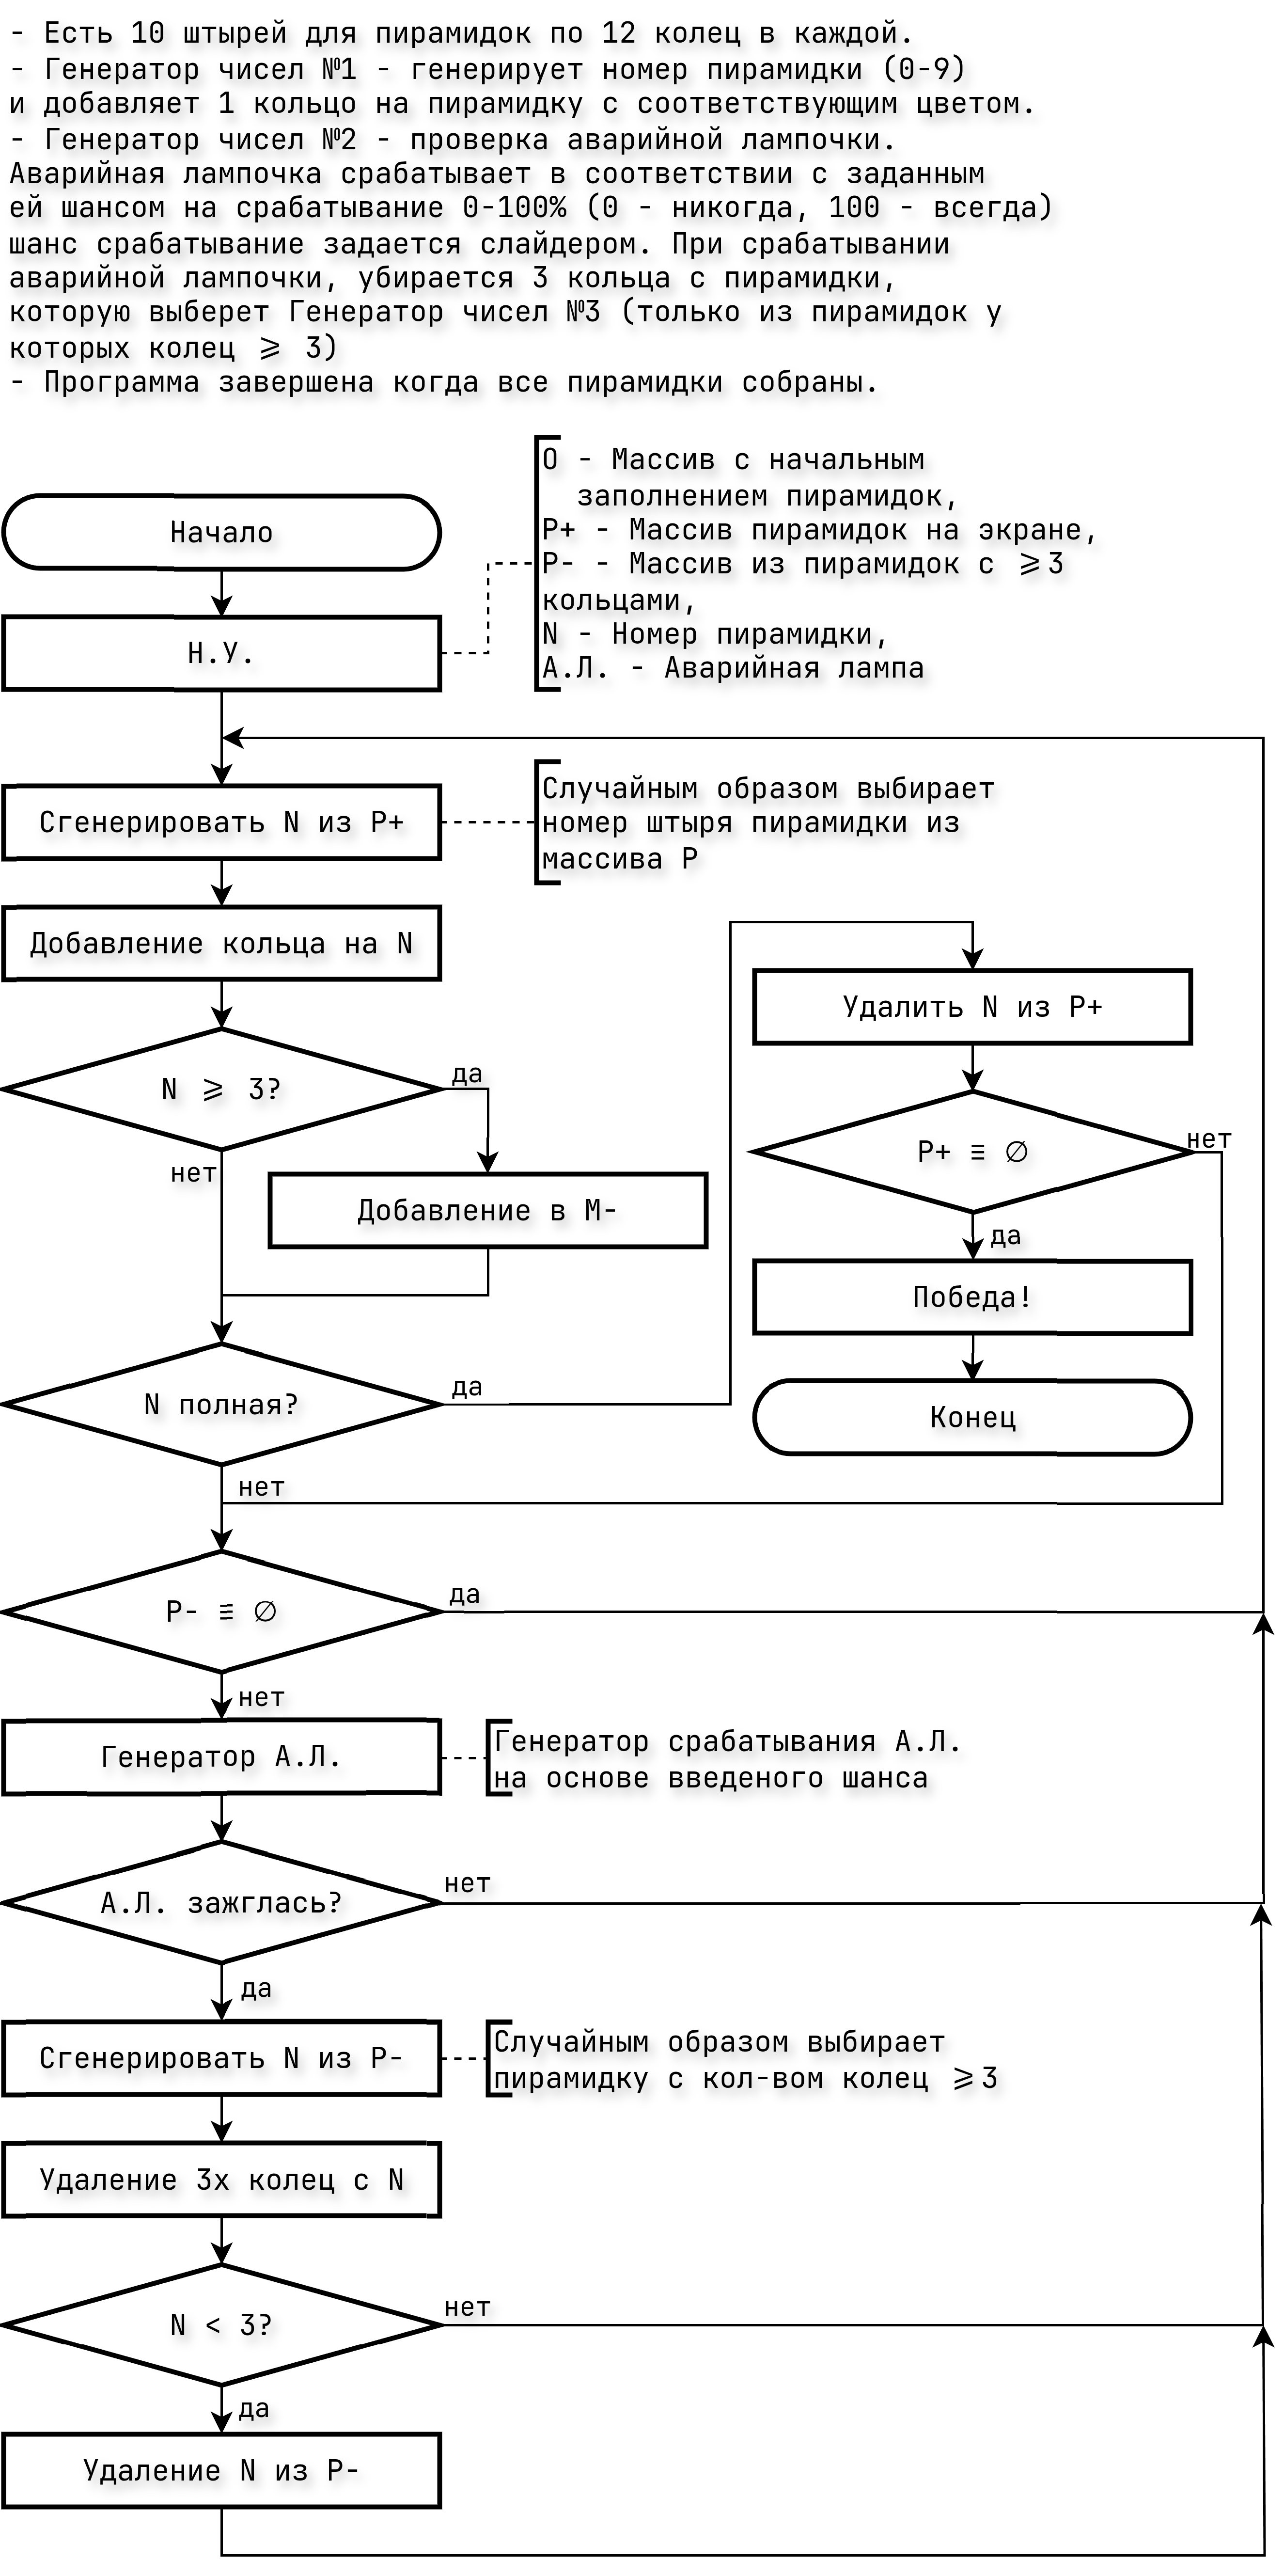 - Есть 10 штырей для пирамидок по 12 колец в каждой.
- Генератор чисел №1 - генерирует номер пирамидки (0-9)
и добавляет 1 кольцо на пирамидку с соответствующим цветом.
- Генератор чисел №2 - проверка аварийной лампочки.
Аварийная лампочка срабатывает в соответствии с заданным
ей шансом на срабатывание 0-100% (0 - никогда, 100 - всегда)
шанс срабатывание задается слайдером. При срабатывании
аварийной лампочки, убирается 3 кольца с пирамидки,
которую выберет Генератор чисел №3 (только из пирамидок у
которых колец ⩾ 3)
- Программа завершена когда все пирамидки собраны.
О - Массив с начальным
заполнением пирамидок,
Р+ - Массив пирамидок на экране,
Р- - Массив из пирамидок с ⩾3
кольцами,
N - Номер пирамидки,
А.Л. - Аварийная лампа
Начало
Н.У.
Сгенерировать N из Р+
Случайным образом выбирает
номер штыря пирамидки из
массива Р
Добавление кольца на N
N ⩾ 3?
да
нет
Добавление в М-
N полная?
да
нет
Удалить N из Р+
Р+ ≡ ∅
нет
да
Победа!
Конец
Р- ≡ ∅
да
нет
Генератор А.Л.
Генератор срабатывания А.Л.
на основе введеного шанса
А.Л. зажглась?
нет
да
Сгенерировать N из Р-
Случайным образом выбирает
пирамидку с кол-вом колец ⩾3
Удаление 3х колец с N
N < 3?
нет
да
Удаление N из Р-